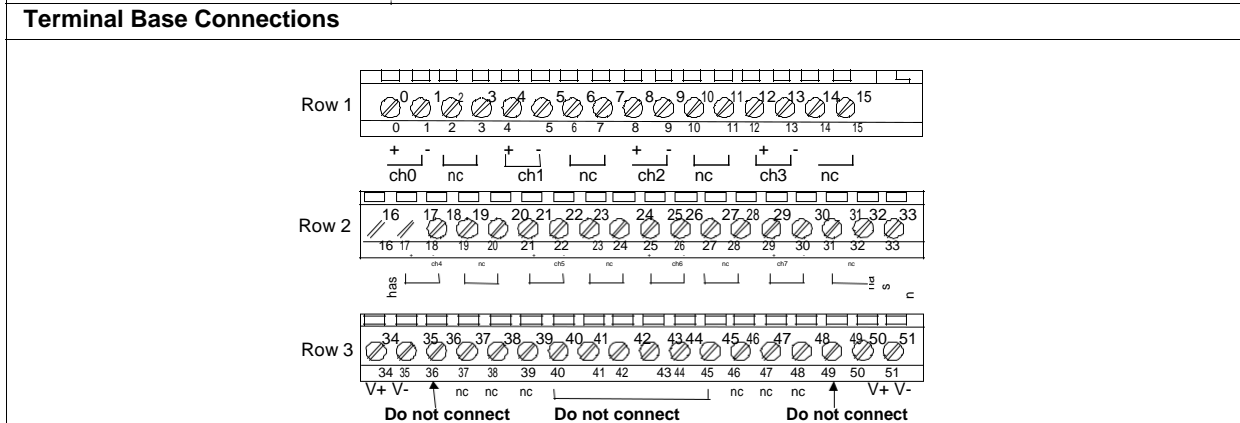 Terminal Base Connections
0 1 2 3 4 5 6 7 8 9 10 11 12 13 14 15
Row 1
0 1 2 3 4 5 6 7 8 9 10 11 12 13 14 15
+ - + - + - + -
ch0 nc ch1 nc ch2 nc ch3 nc
16 17 18 19 20 21 22 23 24 25 26 27 28 29 30 31 32 33
Row 2
16 17 18 19 20 21 22 23 24 25 26 27 28 29 30 31 32 33
ch4 nc ch5 nc ch6 nc ch7 nc
has s n
34 35 36 37 38 39 40 41 42 43 44 45 46 47 48 49 50 51
Row 3
34 35 36 37 38 39 40 41 42 43 44 45 46 47 48 49 50 51
V+ V- nc nc nc nc nc nc V+ V-
Do not connect Do not connect Do not connect